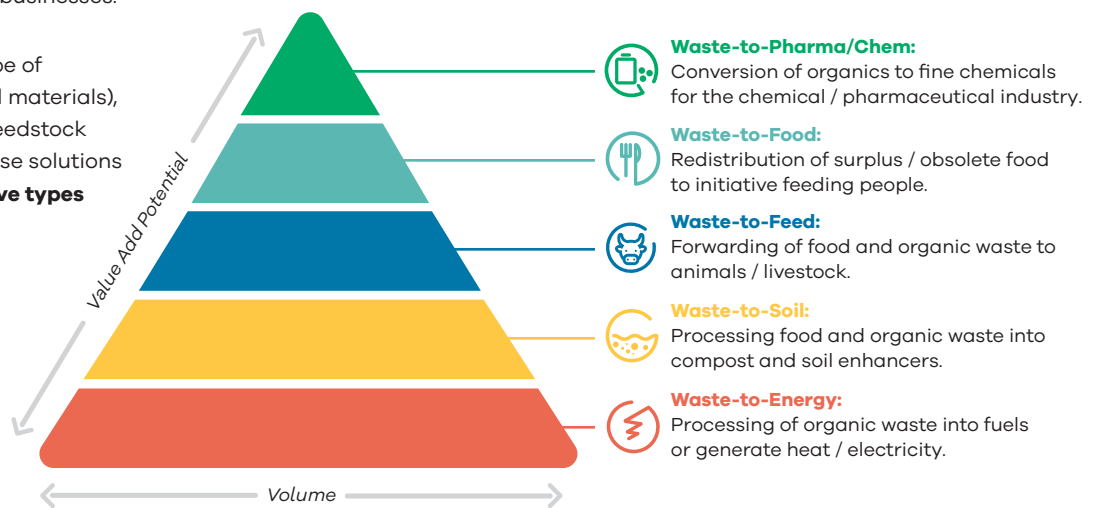 businesses.
pe of
l materials),
eedstock
se solutions
ve types
Value Add Potential
Volume
Waste-to-Pharma/Chem:
Conversion of organics to fine chemicals
for the chemical / pharmaceutical industry.
Waste-to-Food:
Redistribution of surplus / obsolete food
to initiative feeding people.
Waste-to-Feed:
Forwarding of food and organic waste to
animals / livestock.
Waste-to-Soil:
Processing food and organic waste into
compost and soil enhancers.
Waste-to-Energy:
Processing of organic waste into fuels
or generate heat / electricity.